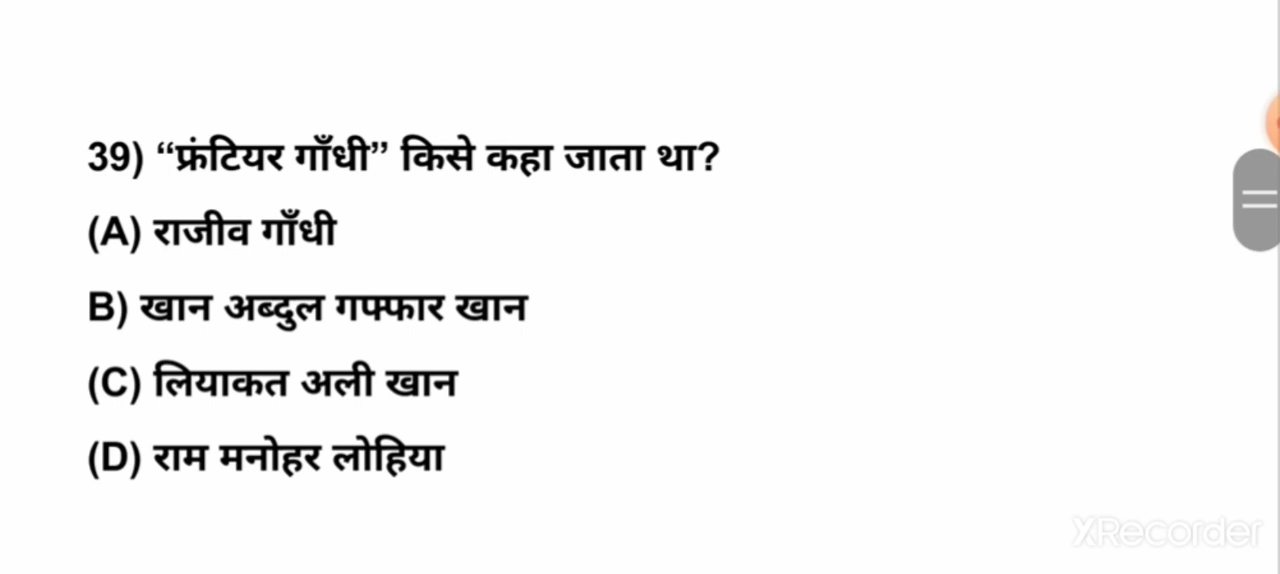 39) “फ्रंटियर गाँधी” किसे कहा जाता था?
(A) राजीव गाँधी
B) खान अब्दुल गफ्फार खान
(C) लियाकत अली खान
(D) राम मनोहर लोहिया
XRecorder